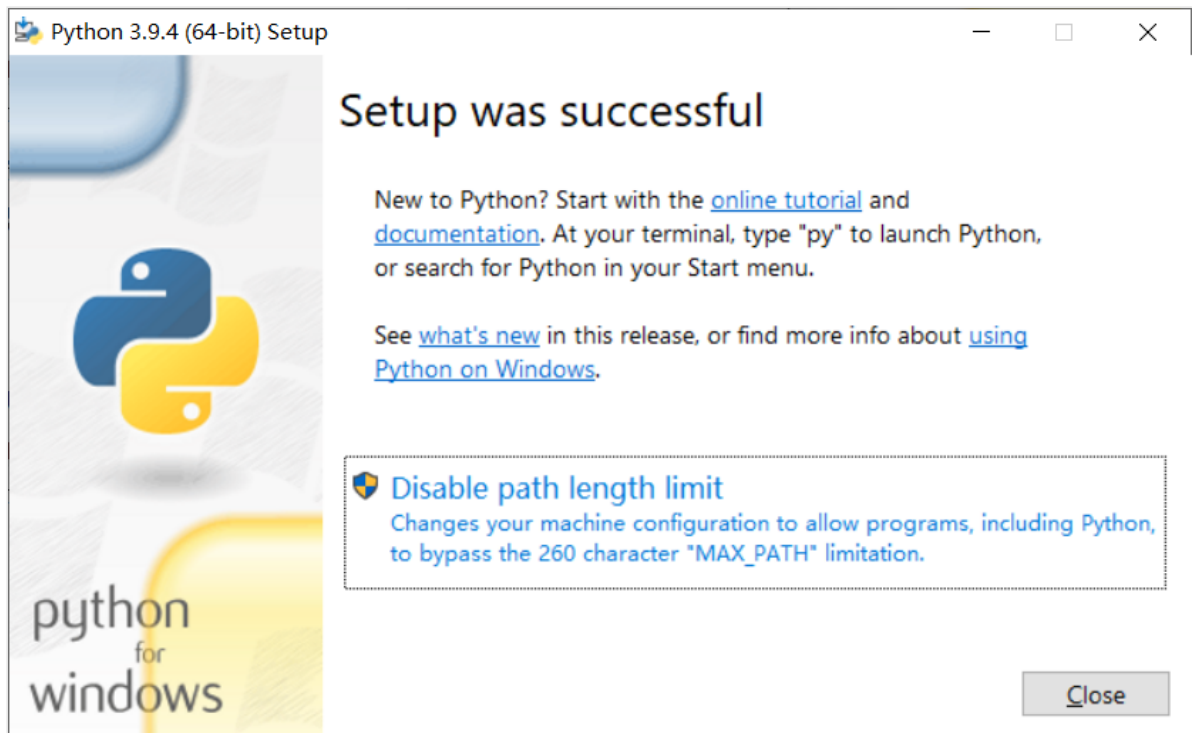 Python 3.9.4 (64-bit) Setup
Setup was successful
New to Python? Start with the online tutorial and
documentation. At your terminal, type "py" to launch Python,
or search for Python in your Start menu.
See what's new in this release, or find more info about using
Python on Windows.
Disable path length limit
Changes your machine configuration to allow programs, including Python,
to bypass the 260 character "MAX_PATH" limitation.
python
for
windows
Close